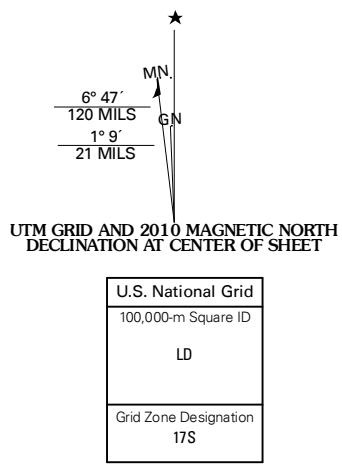 MN.
6° 47´
120 MILS
GN
1° 9´
21 MILS
UTM GRID AND 2010 MAGNETIC NORTH
DECLINATION AT CENTER OF SHEET
U.S. National Grid
100,000-m Square ID
LD
Grid Zone Designation
17S